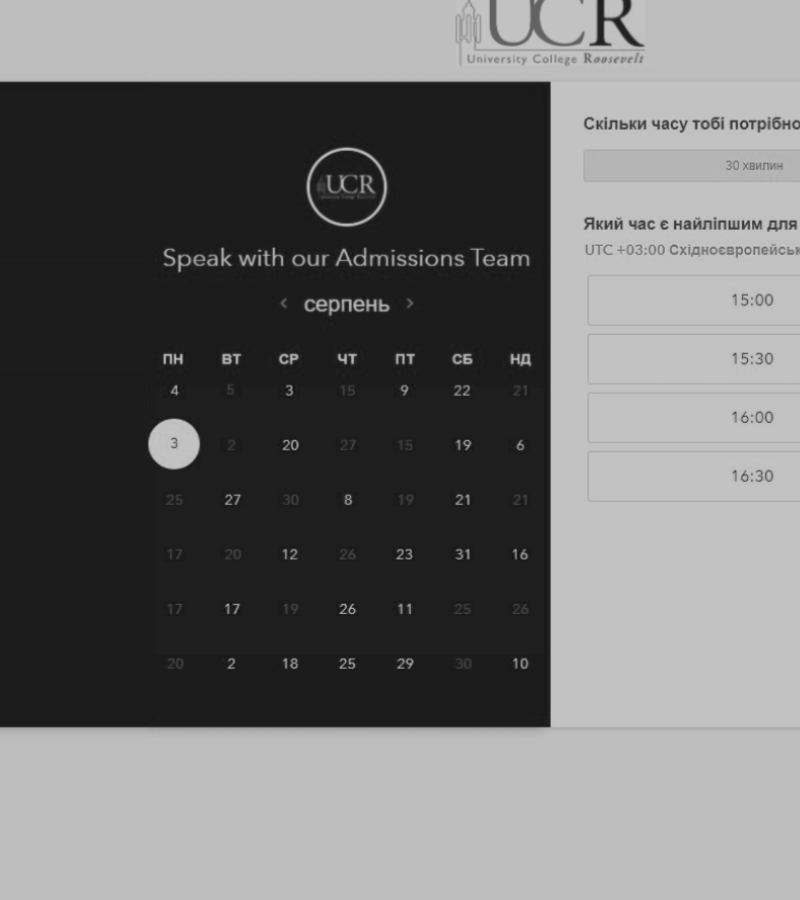 UCR
University College Roosevelt
UCR
Speak with our Admissions Team
серпень
ПН ВТ СР ЧТ ПТ СБ НД
4 5 3 15 9 22 21
3 2 20 27 15 19 6
25 27 30 8 19 21 21
17 20 12 26 23 31 16
17 17 19 26 11 25 26
20 2 18 25 29 30 10
Скільки часу тобі потрібно
30 хвилин
Який час є найліпшим для
UTC +03:00 Східноєвропейськ
15:00
15:30
16:00
16:30